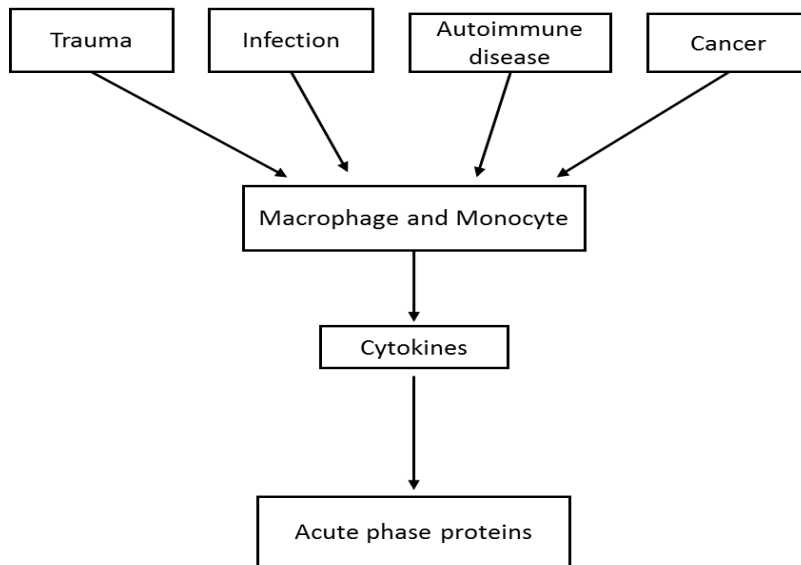 Trauma
Infection
Autoimmune
disease
Cancer
Macrophage and Monocyte
Cytokines
Acute phase proteins